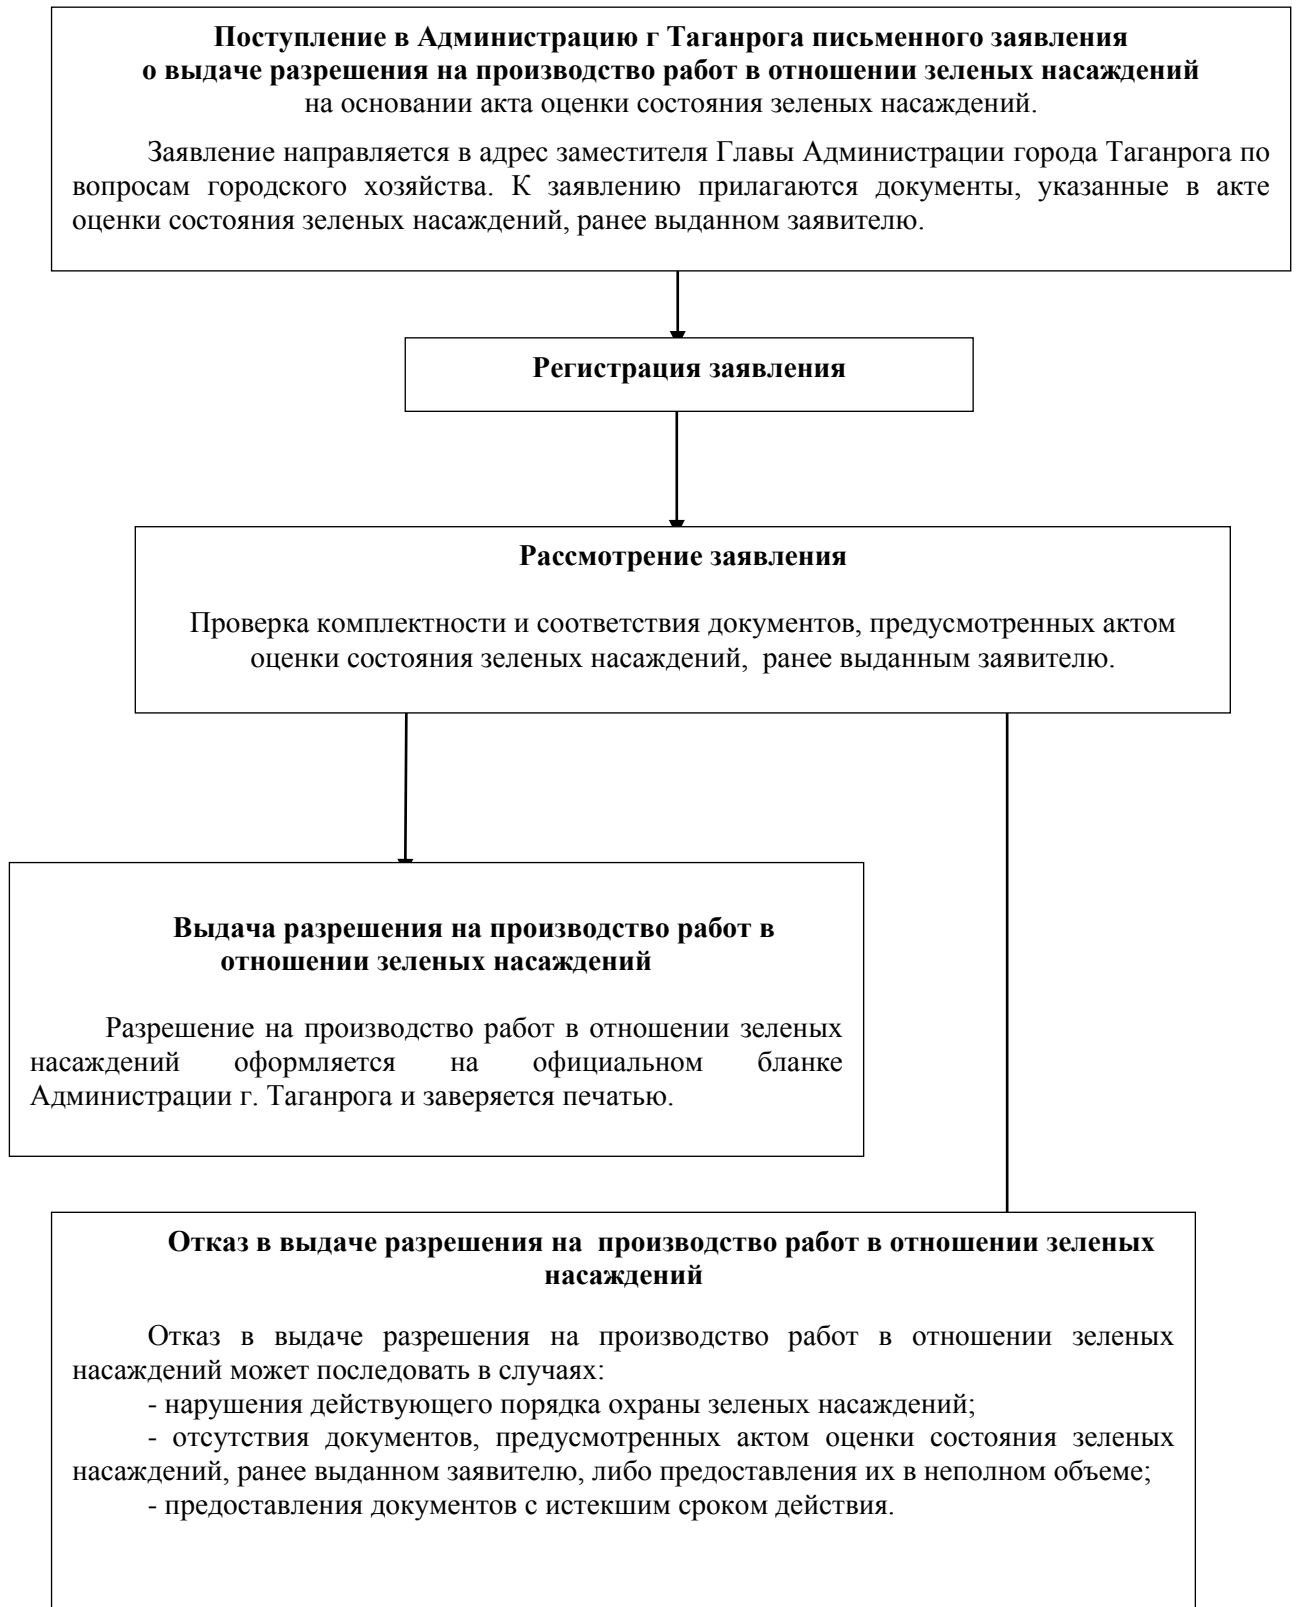 Поступление в Администрацию г Таганрога письменного заявления
о выдаче разрешения на производство работ в отношении зеленых насаждений
на основании акта оценки состояния зеленых насаждений.
Заявление направляется в адрес заместителя Главы Администрации города Таганрога по
вопросам городского хозяйства. К заявлению прилагаются документы, указанные в акте
оценки состояния зеленых насаждений, ранее выданном заявителю.
Регистрация заявления
Рассмотрение заявления
Проверка комплектности и соответствия документов, предусмотренных актом
оценки состояния зеленых насаждений, ранее выданным заявителю.
Выдача разрешения на производство работ в
отношении зеленых насаждений
Разрешение на производство работ в отношении зеленых
насаждений оформляется на официальном бланке
Администрации г. Таганрога и заверяется печатью.
Отказ в выдаче разрешения на производство работ в отношении зеленых
насаждений
Отказ в выдаче разрешения на производство работ в отношении зеленых
насаждений может последовать в случаях:
- нарушения действующего порядка охраны зеленых насаждений;
- отсутствия документов, предусмотренных актом оценки состояния зеленых
насаждений, ранее выданном заявителю, либо предоставления их в неполном объеме;
- предоставления документов с истекшим сроком действия.